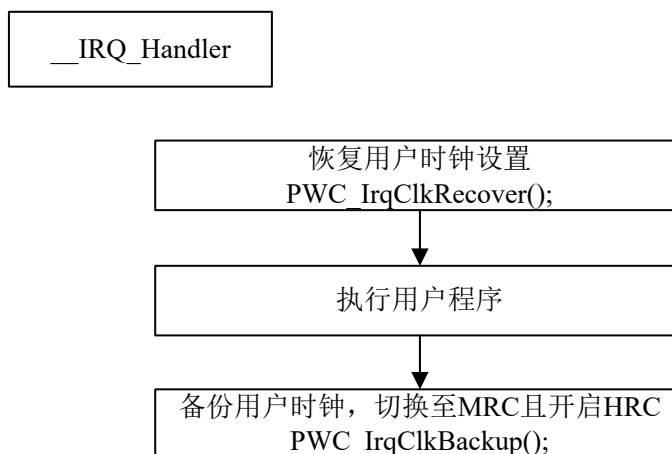 __IRQ_Handler
恢复用户时钟设置
PWC_IrqClkRecover();
执行用户程序
备份用户时钟，切换至MRC且开启HRC
PWC_IrqClkBackup();